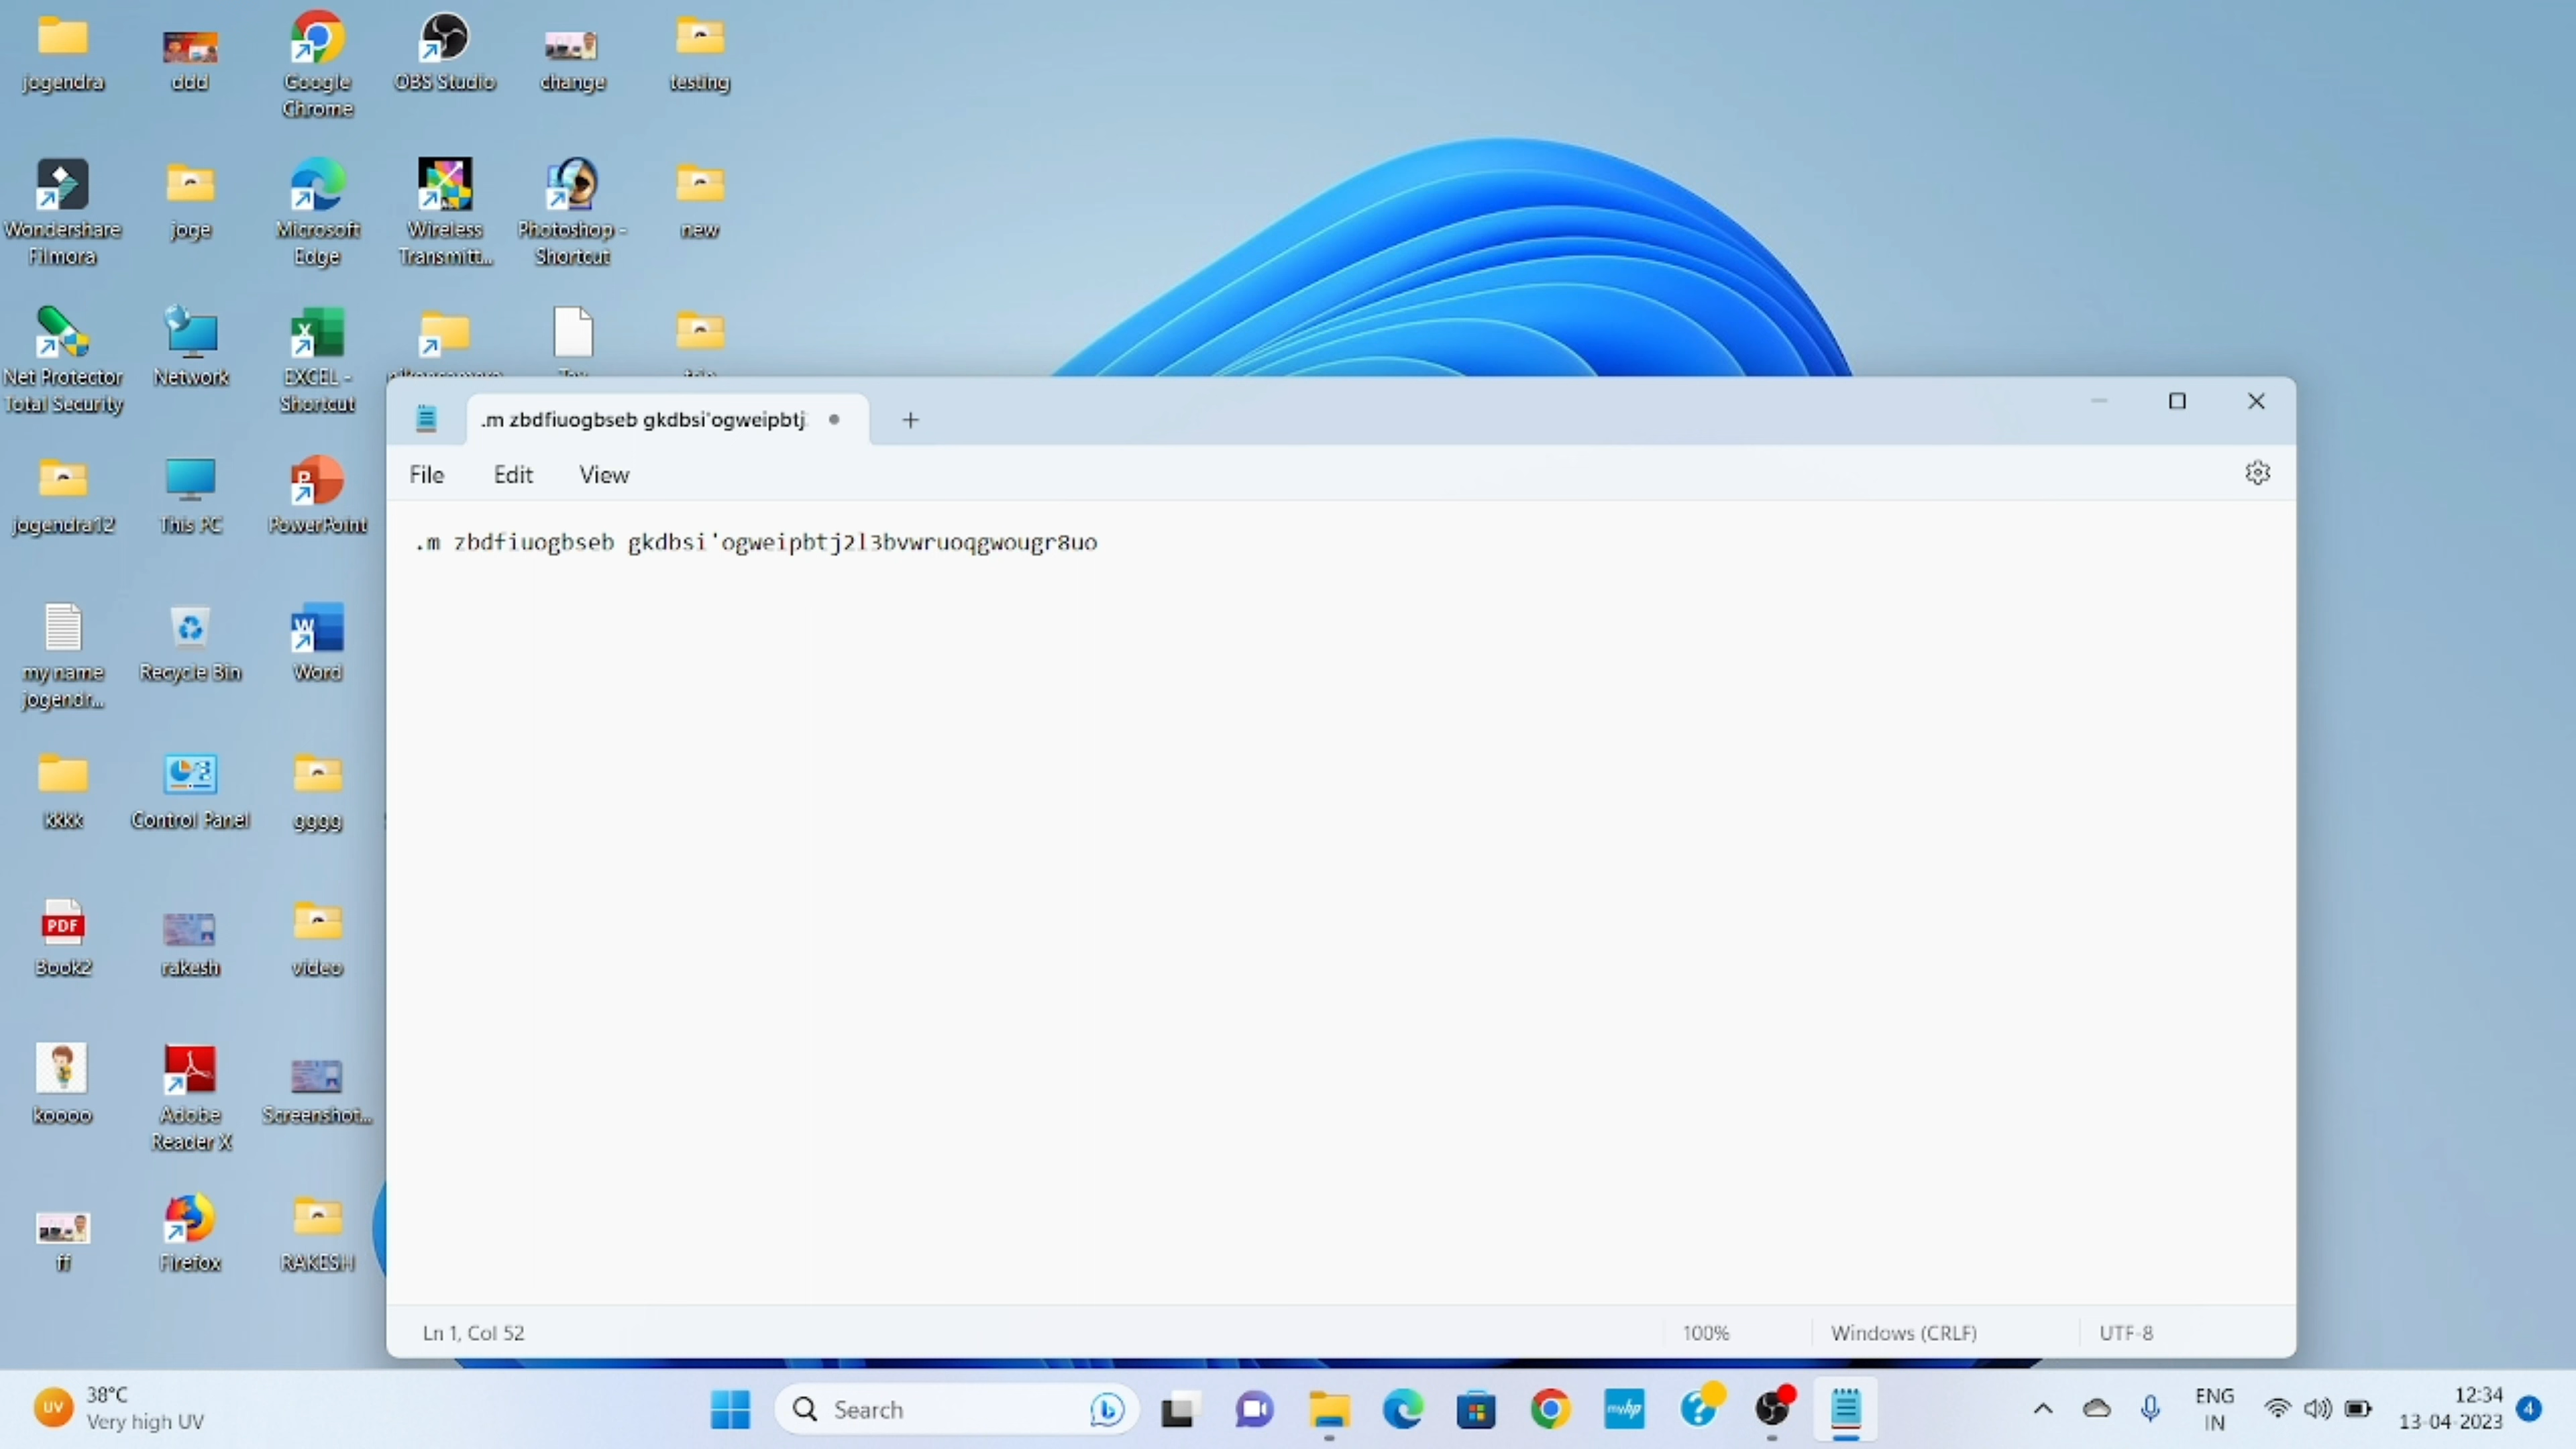 jogendra
ddd
Google
Chrome
OBS Studio
change
testing
Wondershare
Filmora
joge
Microsoft
Edge
Wireless
Transmitt...
Photoshop -
Shortcut
new
Net Protector
Total Security
Network
EXCEL -
Shortcut
jogendra12
This PC
PowerPoint
my name
jogendr...
Recycle Bin
Word
kkkk
Control Panel
gggg
PDF
Book2
rakesh
video
koooo
Adobe
Reader X
Screenshot...
ff
Firefox
RAKESH
.m zbdfiuogbseb gkdbsi'ogweipbtj
File Edit View
.m zbdfiuogbseb gkdbsi'ogweipbtj2l3bvwruoqgwougr8uo
Ln 1, Col 52
100%
Windows (CRLF)
UTF-8
UV
38°C
Very high UV
Search
myhp
ENG
IN
12:34
13-04-2023
4